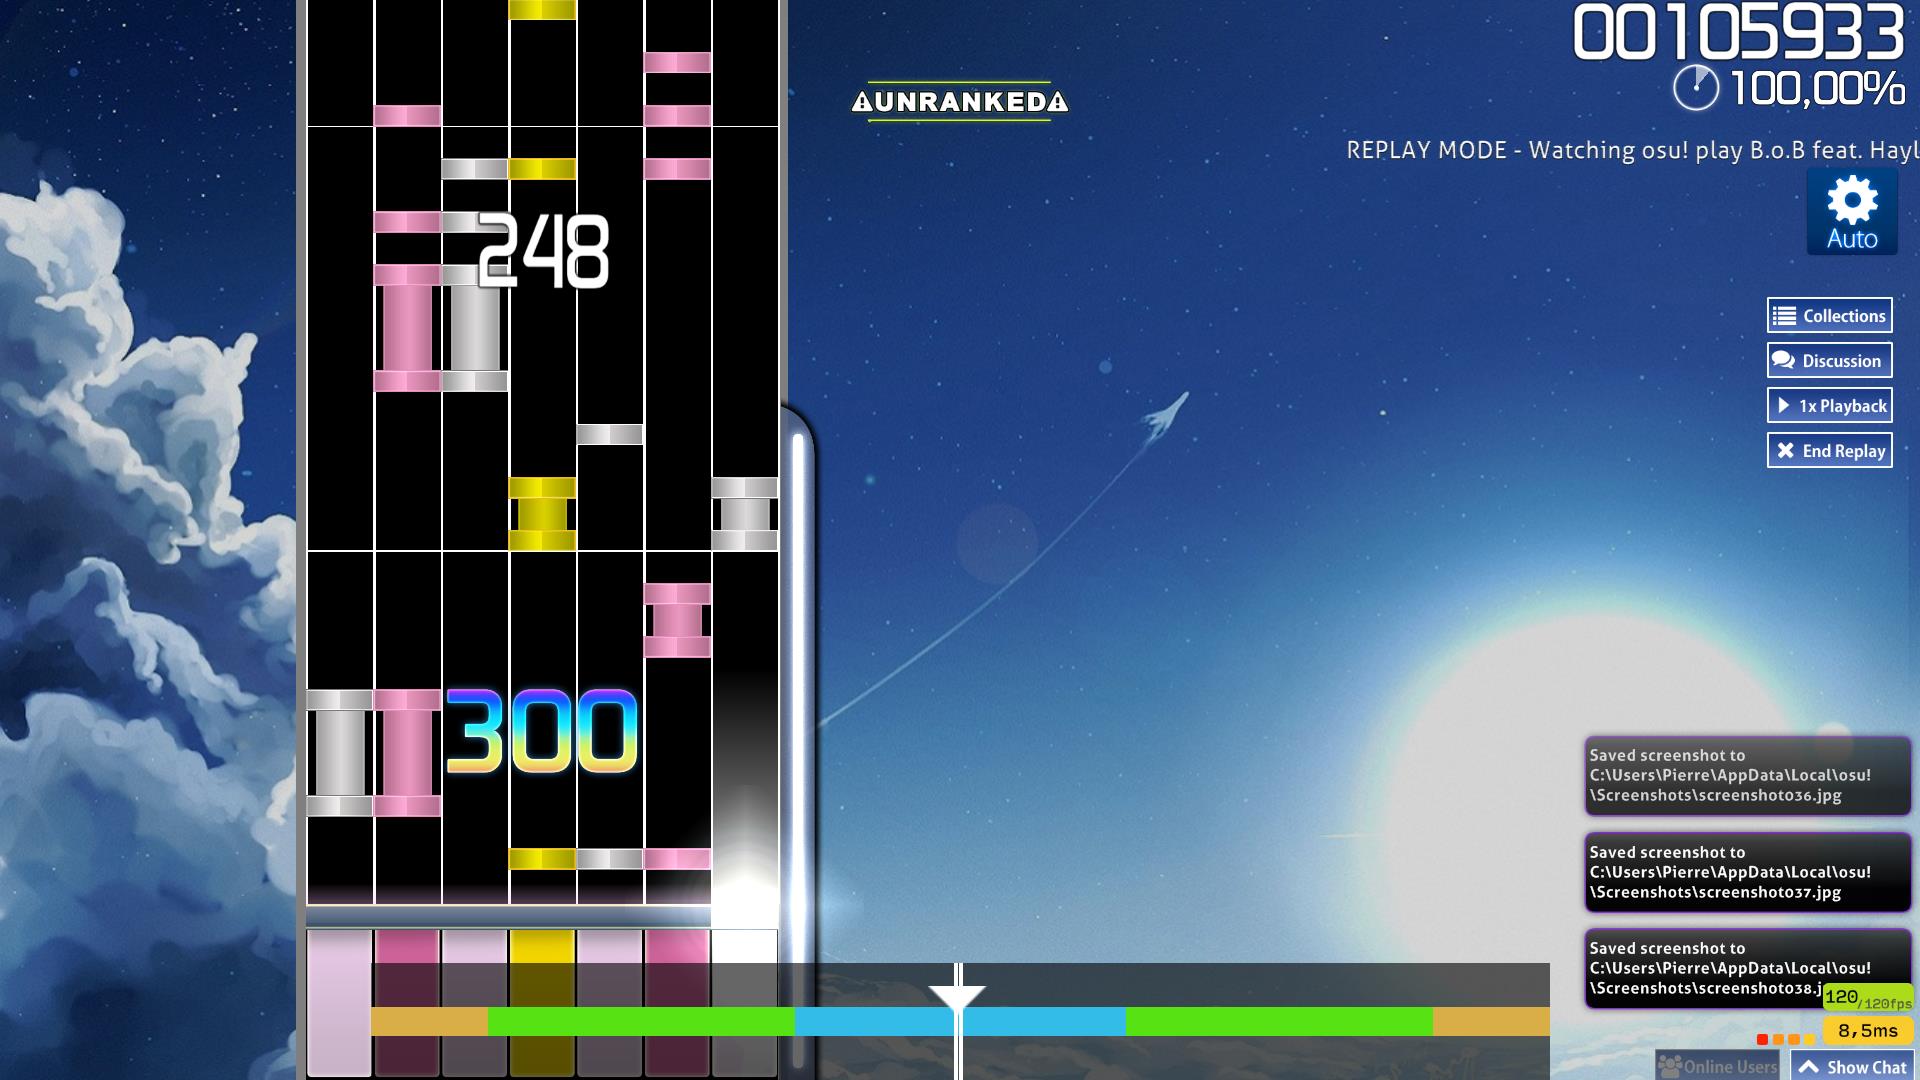 00105933
100,00%
⚠UNRANKED⚠
REPLAY MODE - Watching osu! play B.o.B feat. Hayl
Auto
248
Collections
Discussion
1x Playback
End Replay
300
Saved screenshot to
C:\Users\Pierre\AppData\Local\osu!
\Screenshots\screenshot036.jpg
Saved screenshot to
C:\Users\Pierre\AppData\Local\osu!
\Screenshots\screenshot037.jpg
Saved screenshot to
C:\Users\Pierre\AppData\Local\osu!
\Screenshots\screenshot038.j
120/120fps
8,5ms
Online Users
Show Chat